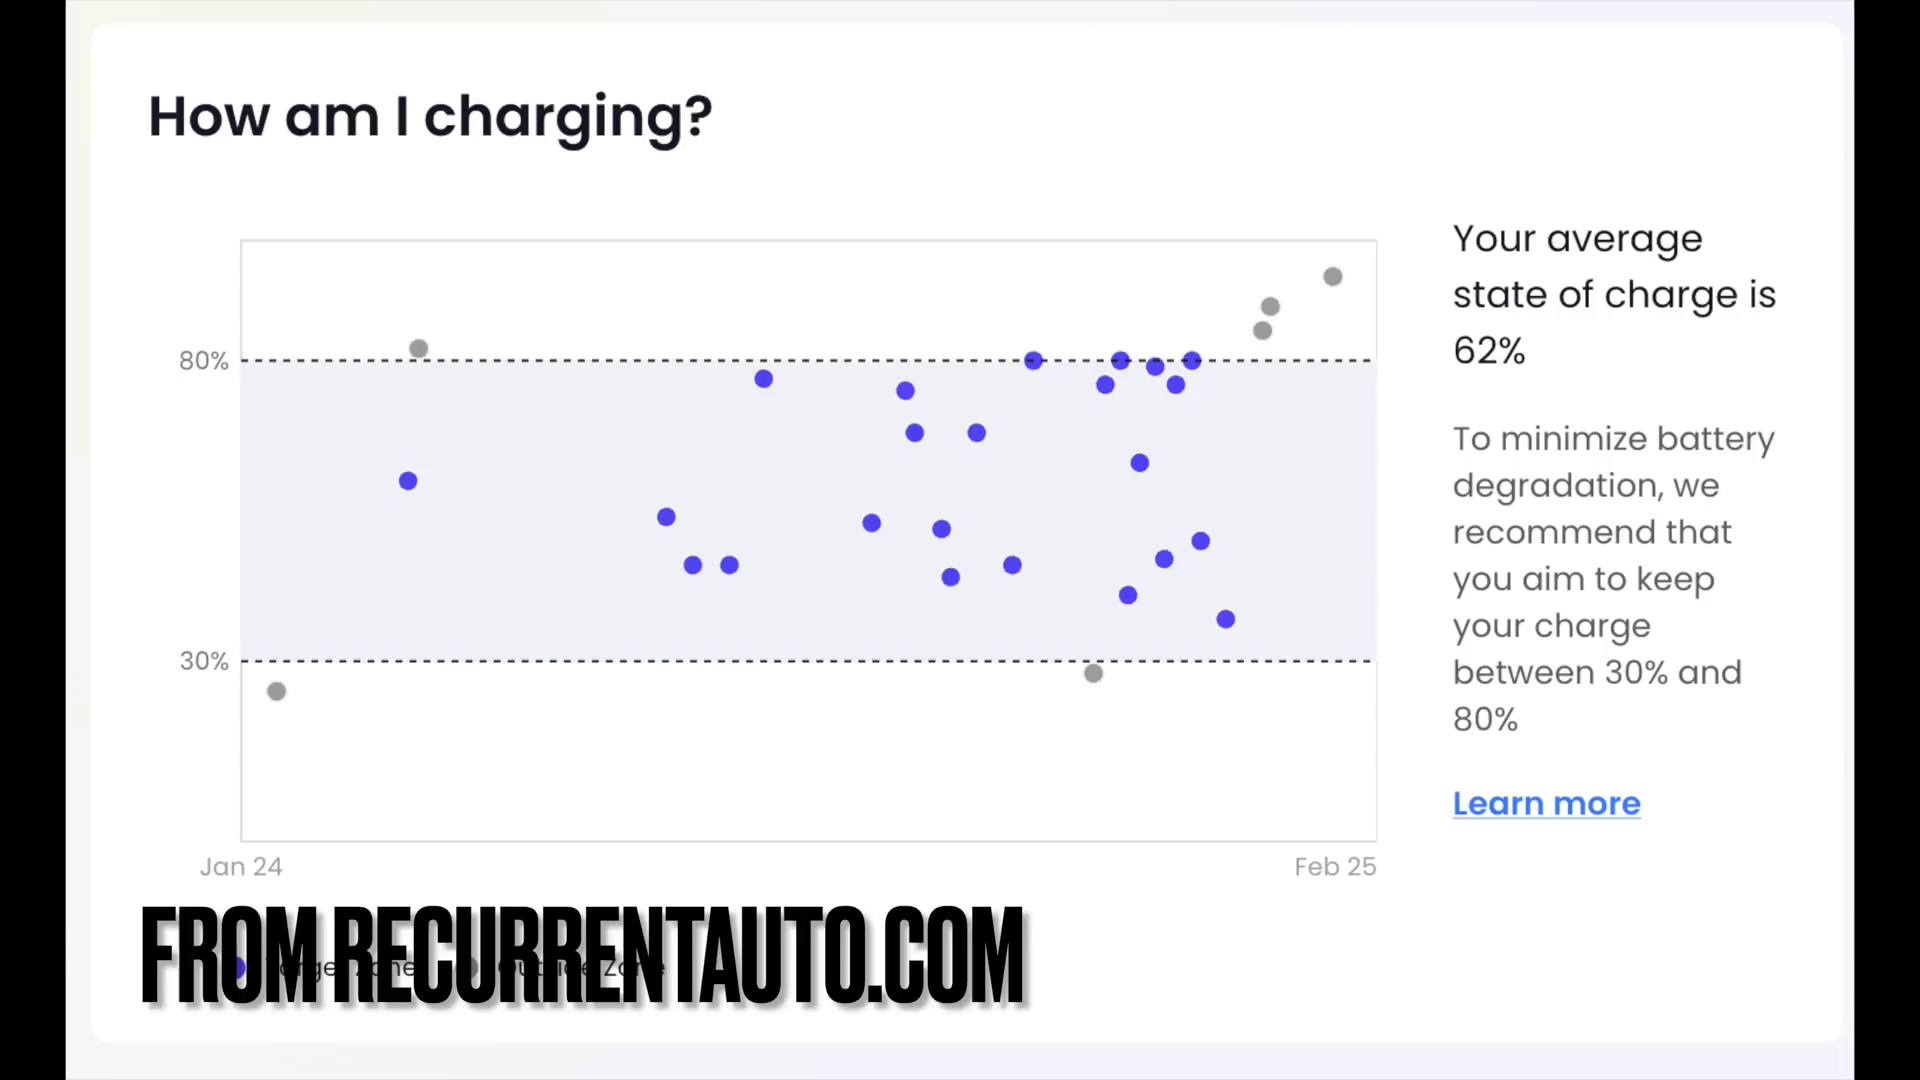 How am I charging?
80%
30%
Jan 24
Feb 25
Your average
state of charge is
62%
To minimize battery
degradation, we
recommend that
you aim to keep
your charge
between 30% and
80%
Learn more
FROM RECURRENTAUTO.COM